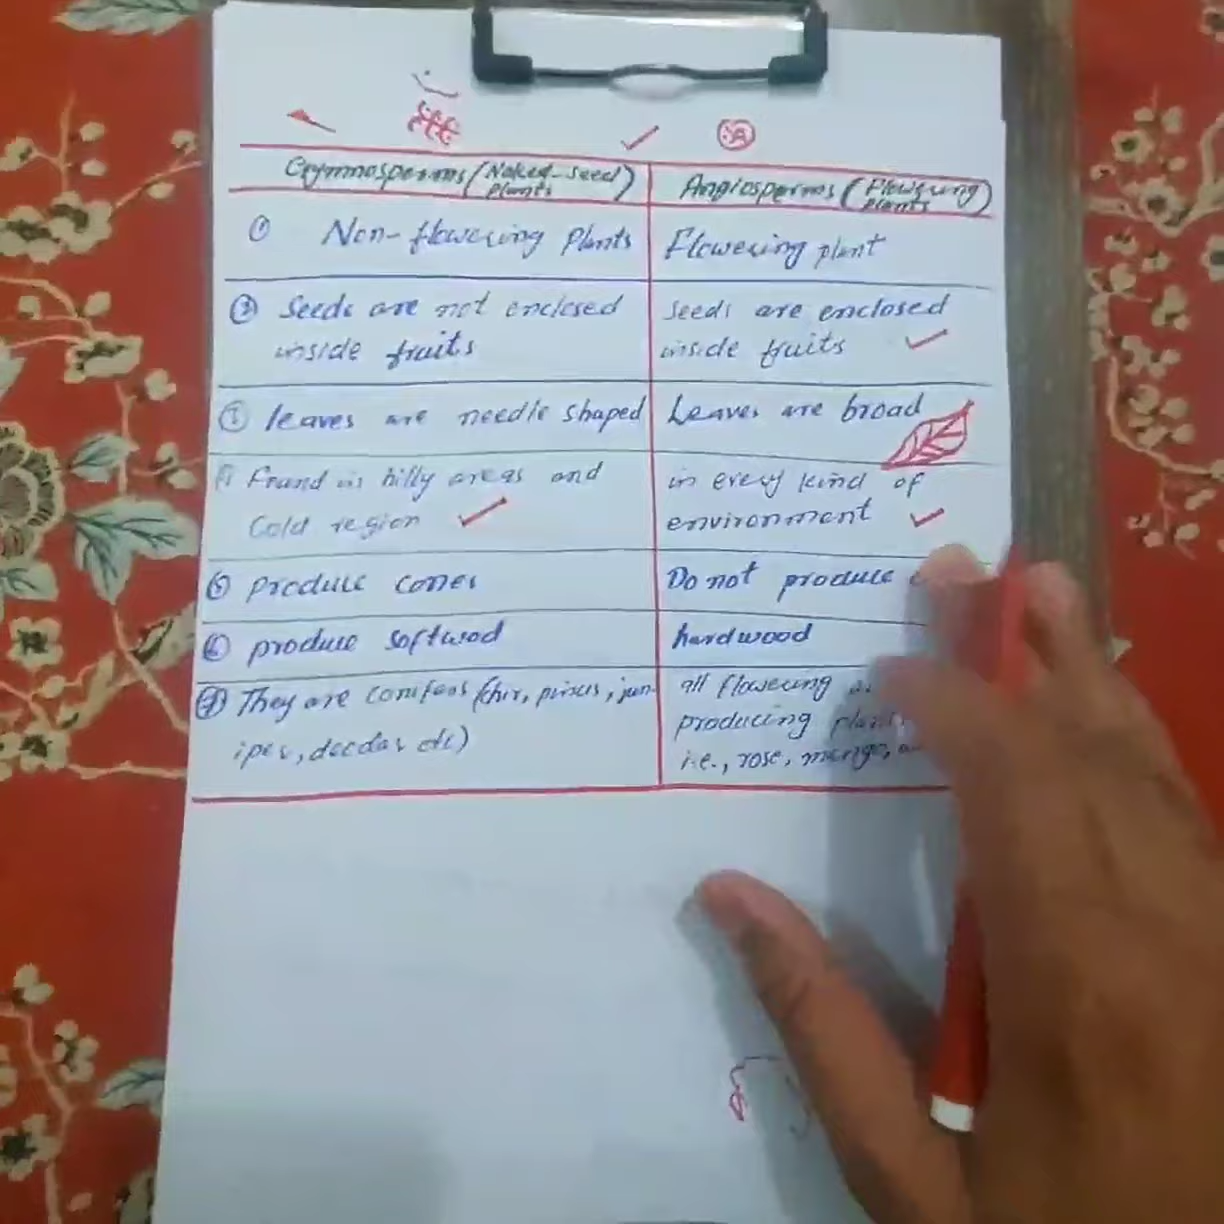 Gymnosperms (Naked-seed plants)
Angiosperms (Flowering plants)
① Non-flowering Plants
Flowering plant
② Seeds are not enclosed
inside fruits
Seeds are enclosed
inside fruits
③ leaves are needle shaped
Leaves are broad
Found in hilly areas and
Cold region
in every kind of
environment
⑤ produce cones
Do not produce
⑥ produce softwood
hardwood
⑦ They are conifers (chir, pinus, jun-
iper, deodar etc)
all flowering
producing plants
i.e., rose, mango,